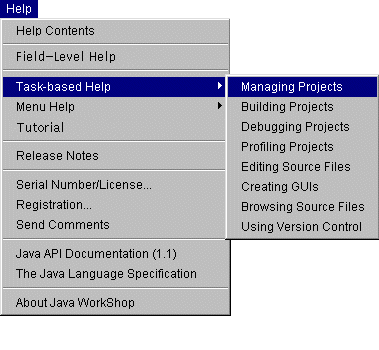 Help
Help Contents
Field-Level Help
Task-based Help
Menu Help
Tutorial
Release Notes
Serial Number/License...
Registration...
Send Comments
Java API Documentation (1.1)
The Java Language Specification
About Java WorkShop
Managing Projects
Building Projects
Debugging Projects
Profiling Projects
Editing Source Files
Creating GUIs
Browsing Source Files
Using Version Control